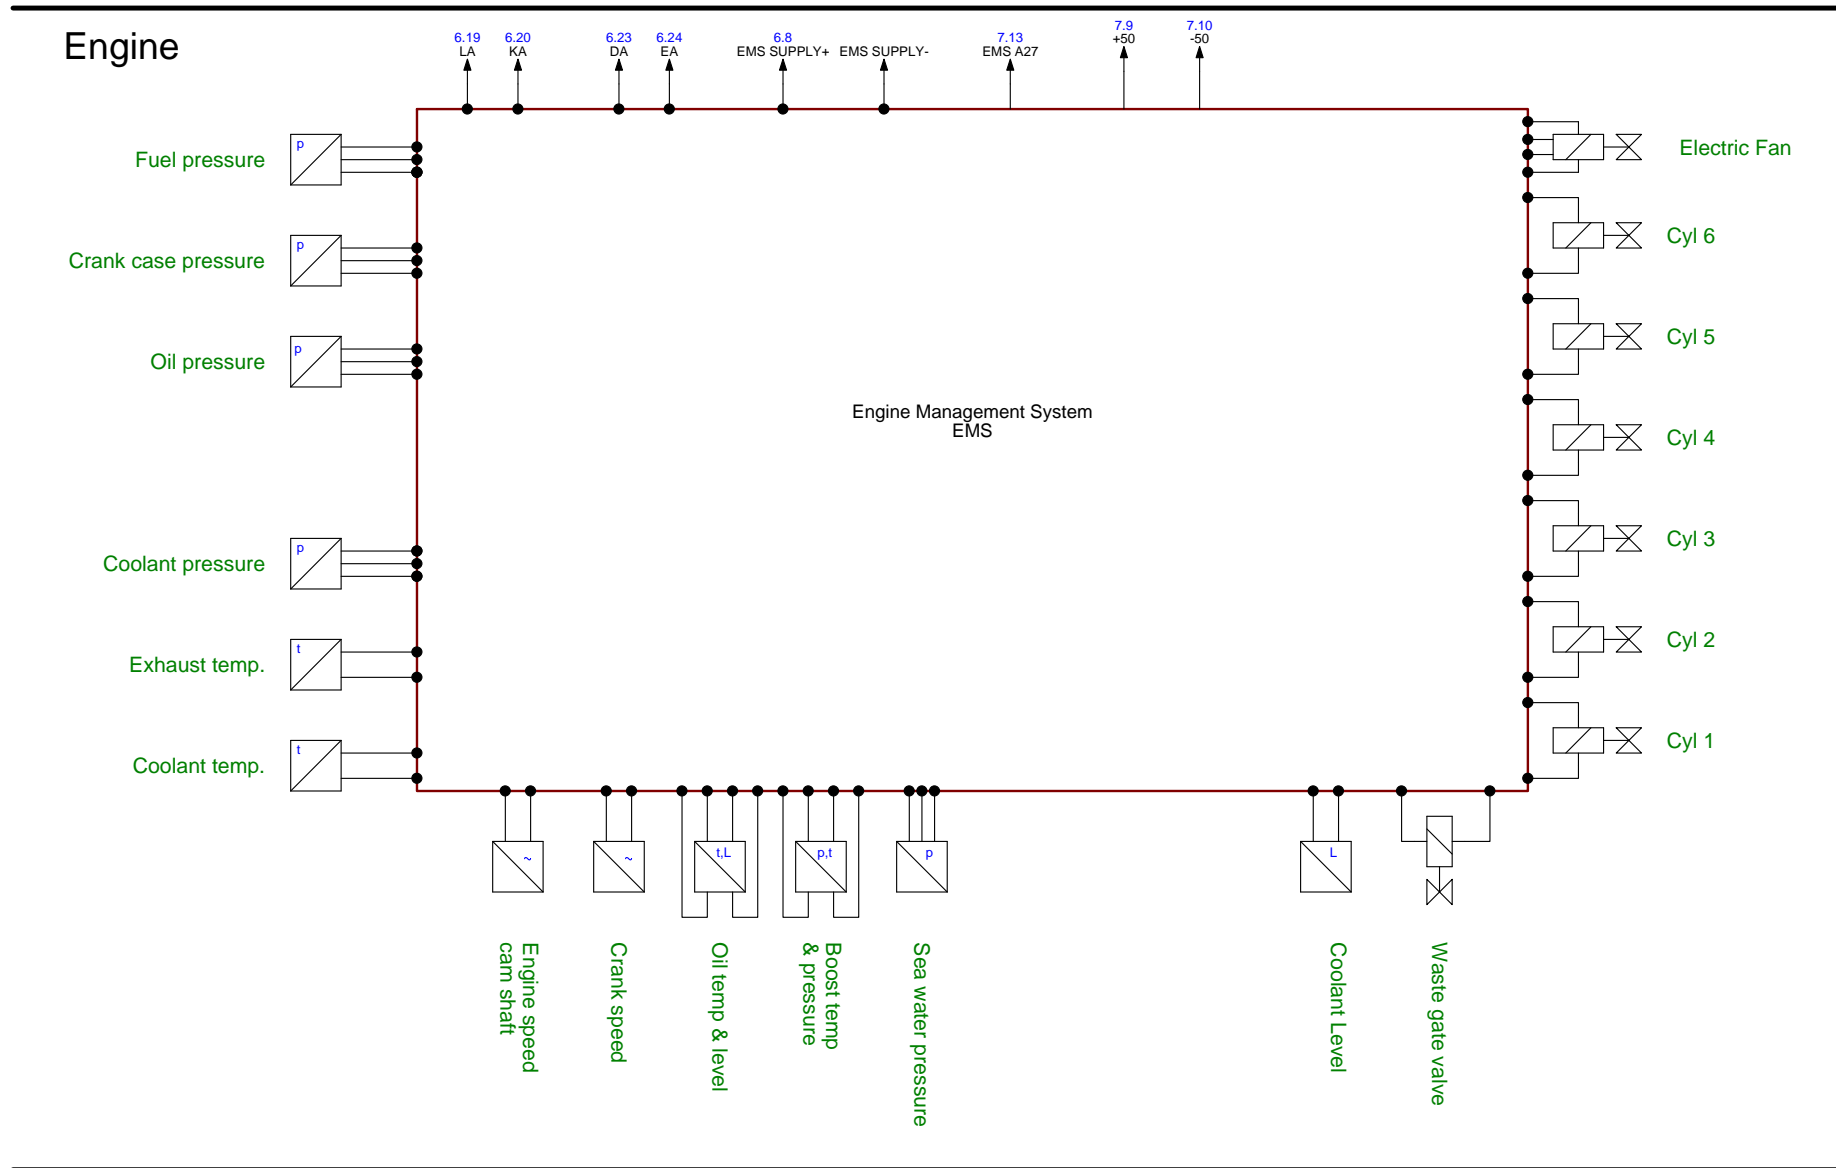 Engine
6.19
LA
6.20
KA
6.23
DA
6.24
EA
6.8
EMS SUPPLY+
EMS SUPPLY-
7.13
EMS A27
7.9
+50
7.10
-50
p
Fuel pressure
p
Crank case pressure
p
Oil pressure
p
Coolant pressure
t
Exhaust temp.
t
Coolant temp.
Engine Management System
EMS
Electric Fan
Cyl 6
Cyl 5
Cyl 4
Cyl 3
Cyl 2
Cyl 1
~
Engine speed
cam shaft
~
Crank speed
t,L
Oil temp & level
p,t
Boost temp
& pressure
p
Sea water pressure
L
Coolant Level
Waste gate valve